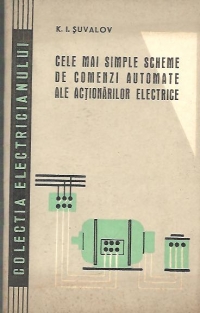 K. I. ŞUVALOV
CELE MAI SIMPLE SCHEME
DE COMENZI AUTOMATE
ALE ACŢIONĂRILOR ELECTRICE
COLECŢIA ELECTRICIANULUI